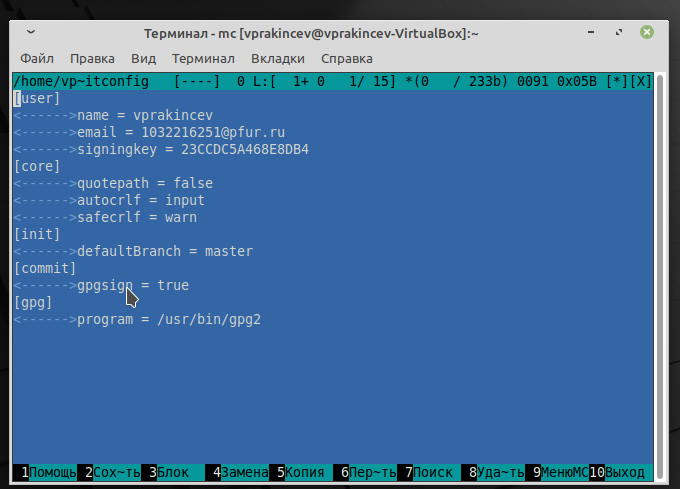 Терминал - mc [vprakincev@vprakincev-VirtualBox]:~
Файл Правка Вид Терминал Вкладки Справка
/home/vp~itconfig [----] 0 L:[ 1+ 0 1/ 15] *(0 / 233b) 0091 0x05B [*][X]
[user]
<------>name = vprakincev
<------>email = 1032216251@pfur.ru
<------>signingkey = 23CCDC5A468E8DB4
[core]
<------>quotepath = false
<------>autocrlf = input
<------>safecrlf = warn
[init]
<------>defaultBranch = master
[commit]
<------>gpgsign = true
[gpg]
<------>program = /usr/bin/gpg2
1Помощь 2Сох~ть 3Блок 4Замена 5Копия 6Пер~ть 7Поиск 8Уда~ть 9МенюMC 10Выход